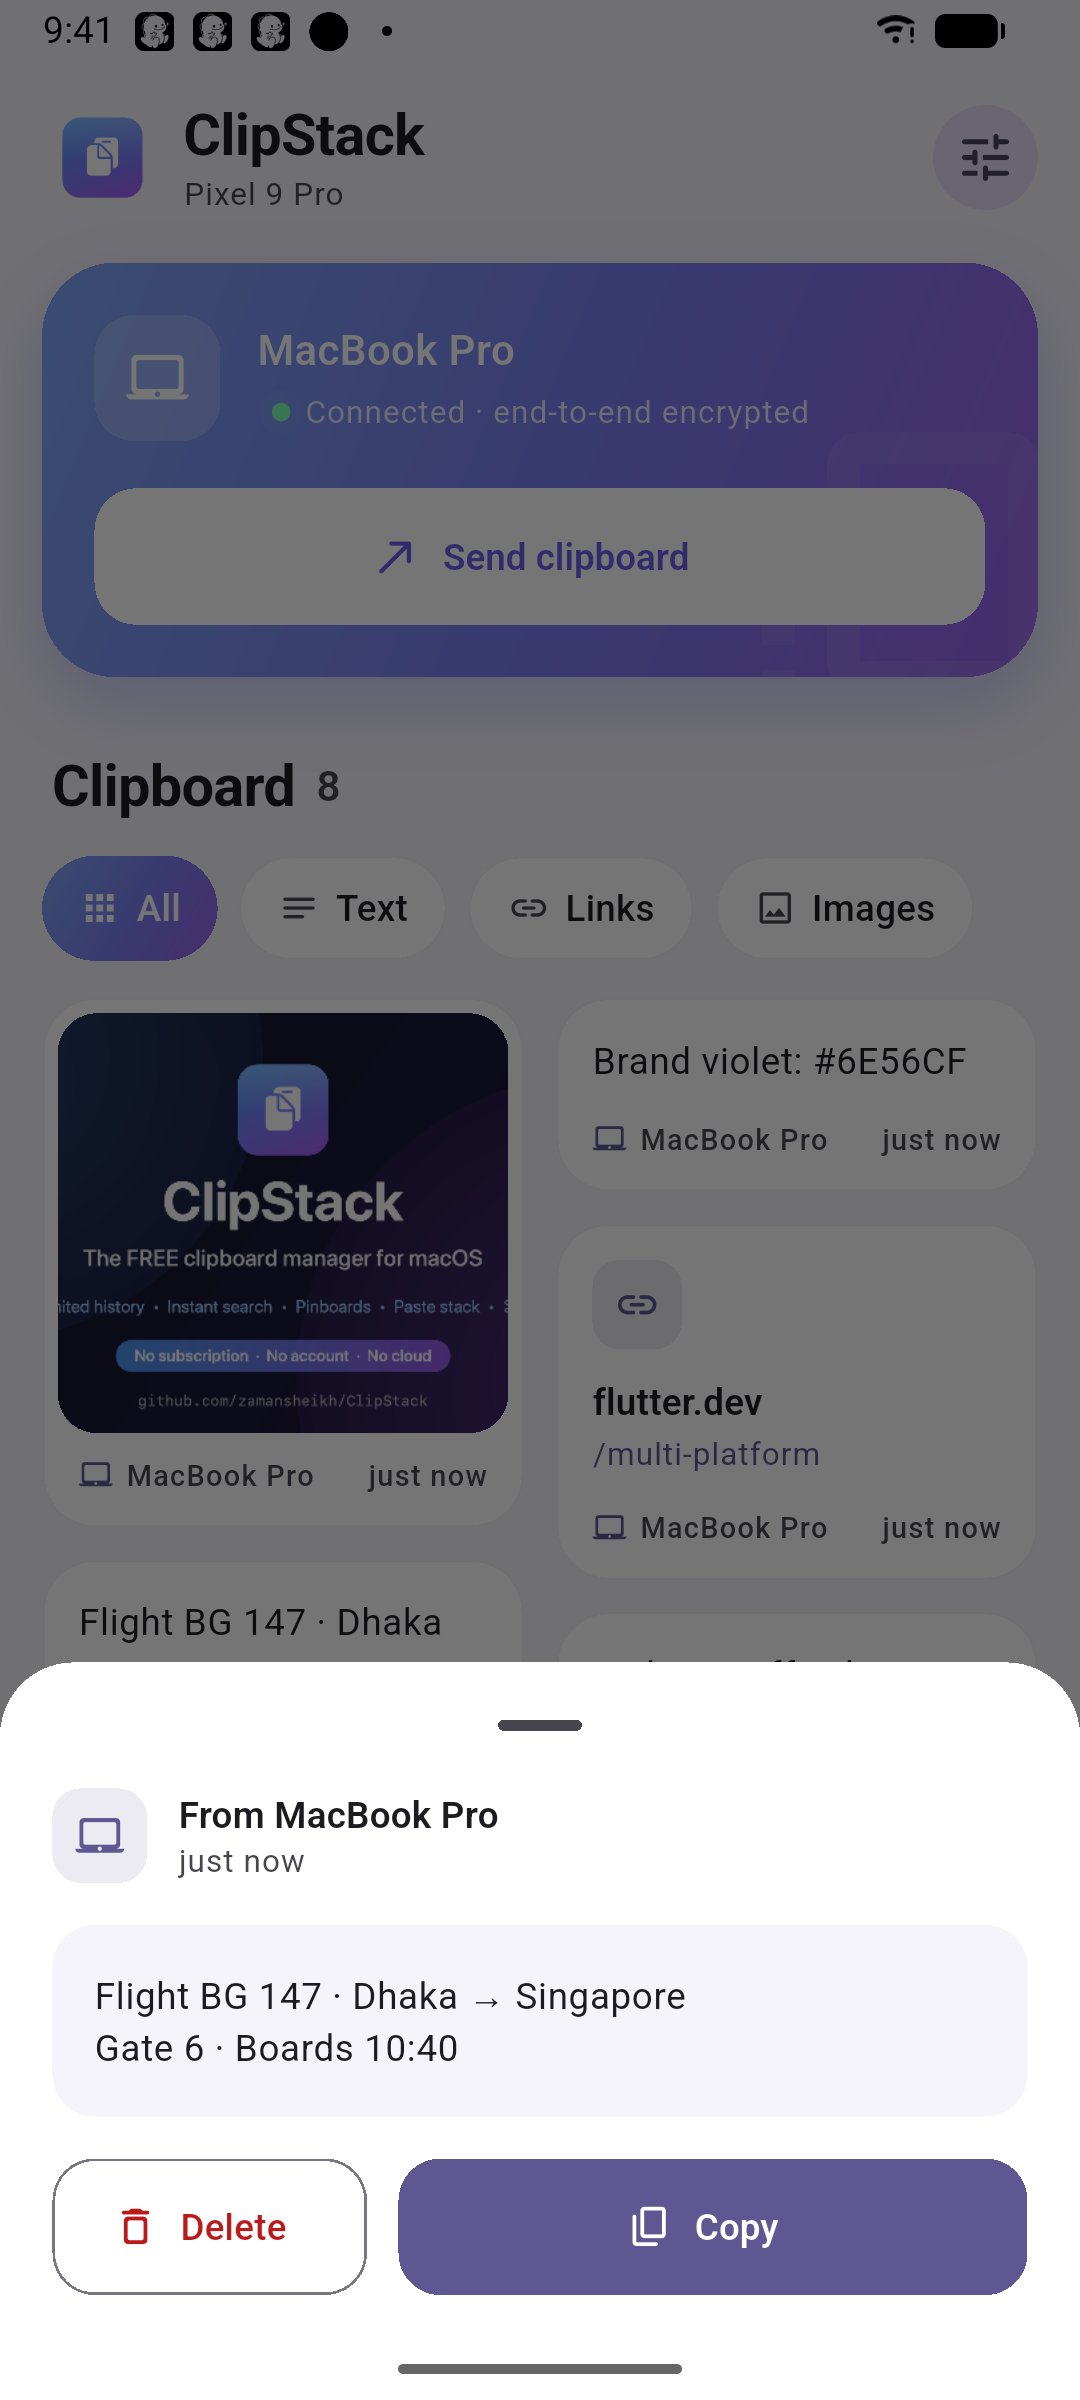 9:41
ClipStack
Pixel 9 Pro
MacBook Pro
Connected · end-to-end encrypted
Send clipboard
Clipboard 8
All
Text
Links
Images
ClipStack
The FREE clipboard manager for macOS
history · Instant search · Pinboards · Paste stack ·
No subscription · No account · No cloud
github.com/zamansheikh/ClipStack
MacBook Pro just now
Brand violet: #6E56CF
MacBook Pro just now
flutter.dev
/multi-platform
MacBook Pro just now
Flight BG 147 · Dhaka
From MacBook Pro
just now
Flight BG 147 · Dhaka → Singapore
Gate 6 · Boards 10:40
Delete
Copy